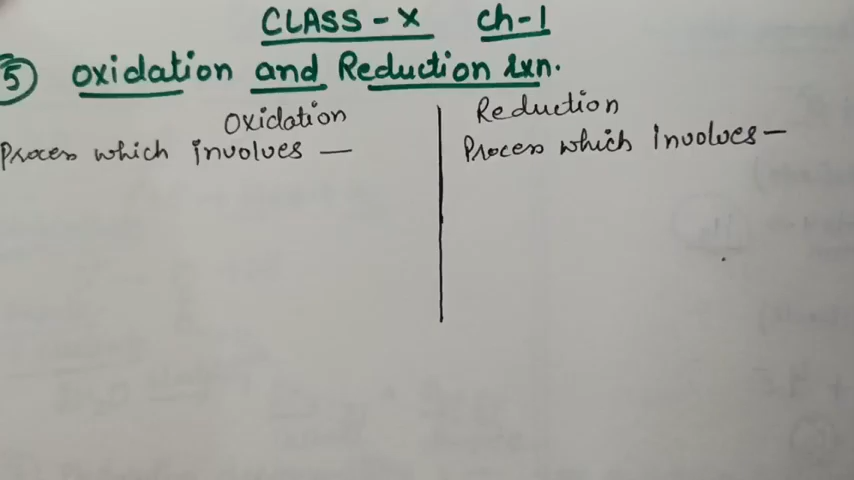 CLASS - X Ch-1
5 Oxidation and Reduction rxn.
Oxidation
Process which involves —
Reduction
Process which involves —